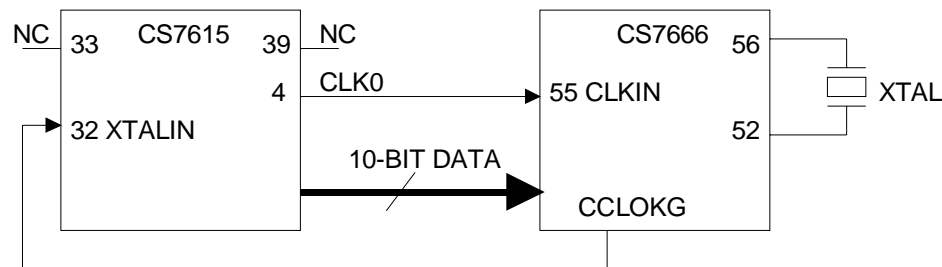 NC
33
CS7615
39
NC
4
CLK0
32 XTALIN
10-BIT DATA
CS7666
56
55 CLKIN
52
CCLOKG
XTAL